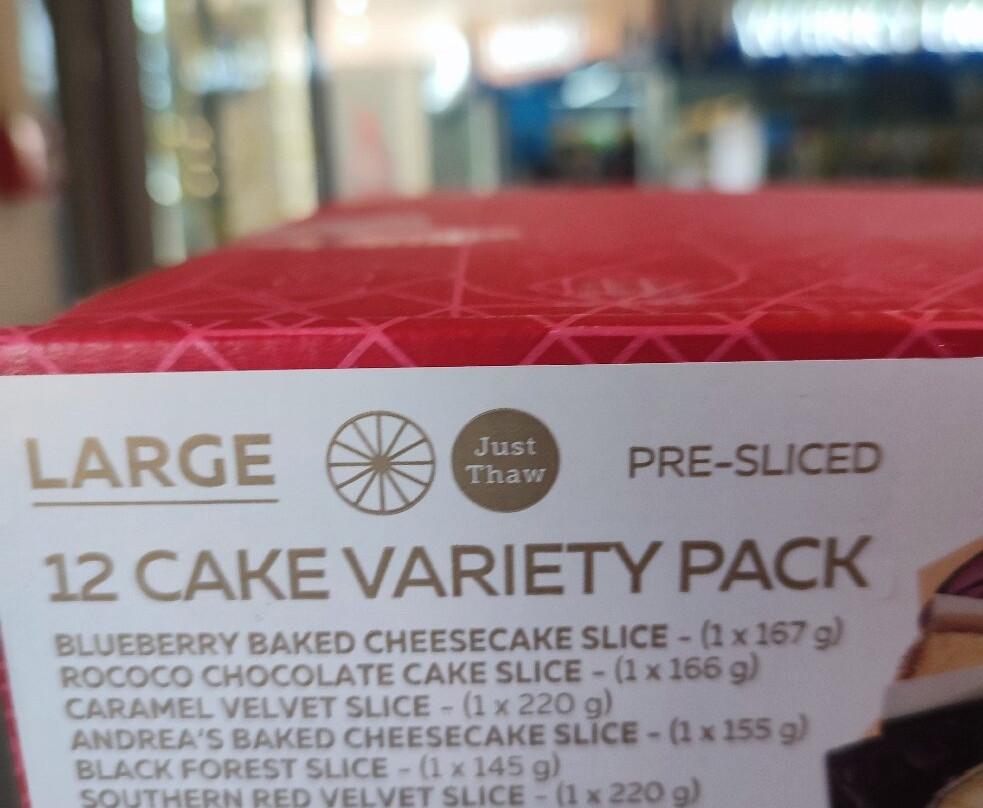 LARGE
Just
Thaw
PRE-SLICED
12 CAKE VARIETY PACK
BLUEBERRY BAKED CHEESECAKE SLICE - (1 x 167 g)
ROCOCO CHOCOLATE CAKE SLICE - (1 x 166 g)
CARAMEL VELVET SLICE - (1 x 220 g)
ANDREA'S BAKED CHEESECAKE SLICE - (1 x 155 g)
BLACK FOREST SLICE - (1 x 145 g)
SOUTHERN RED VELVET SLICE - (1 x 220 g)